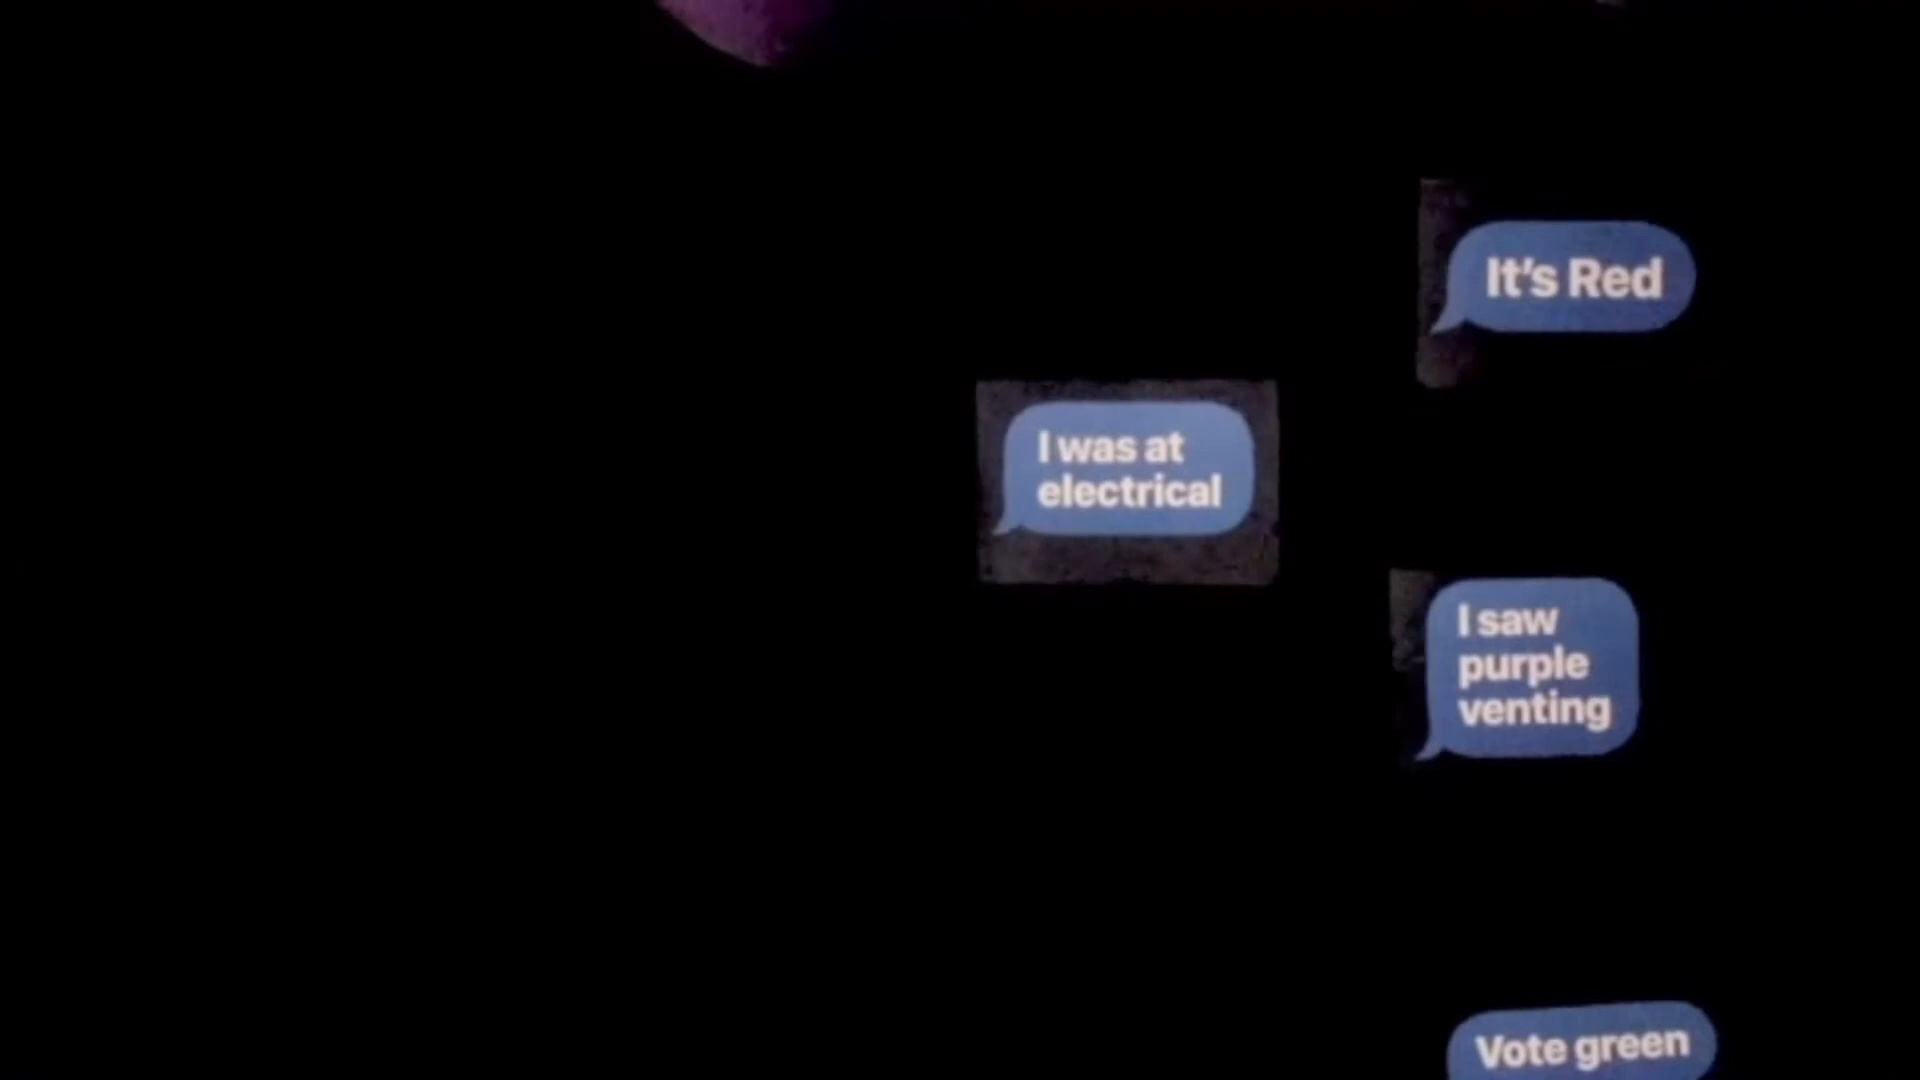 It's Red
I was at
electrical
I saw
purple
venting
Vote green